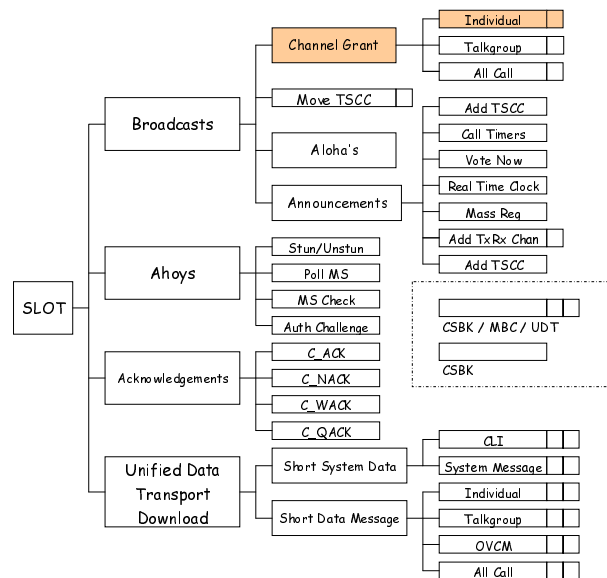 SLOT
Broadcasts
Channel Grant
Individual
Talkgroup
All Call
Move TSCC
Aloha's
Announcements
Add TSCC
Call Timers
Vote Now
Real Time Clock
Mass Reg
Add TxRx Chan
Add TSCC
Ahoys
Stun/Unstun
Poll MS
MS Check
Auth Challenge
CSBK / MBC / UDT
CSBK
Acknowledgements
C_ACK
C_NACK
C_WACK
C_QACK
Unified Data
Transport
Download
Short System Data
CLI
System Message
Short Data Message
Individual
Talkgroup
OVCM
All Call